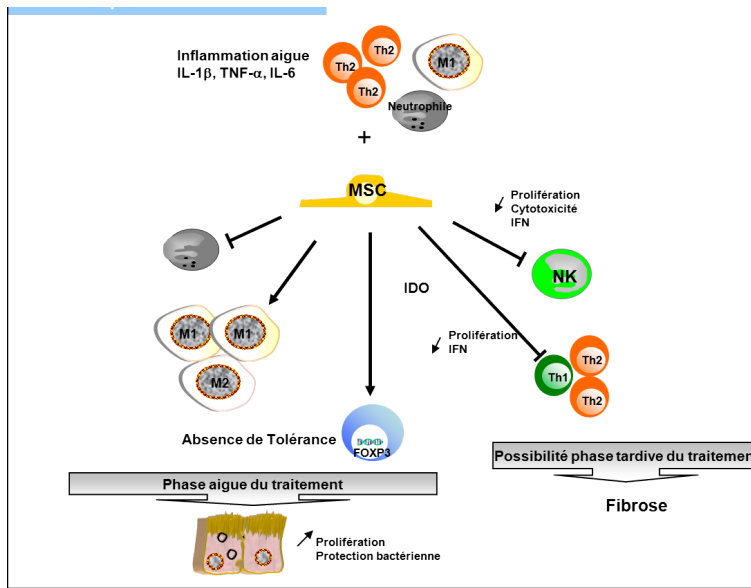 Inflammation aigue
IL-1β, TNF-α, IL-6
Th2
Th2
Th2
M1
Neutrophile
+
MSC
Prolifération
Cytotoxicité
IFN
NK
IDO
M1
M1
M2
Prolifération
IFN
Th1
Th2
Th2
Absence de Tolérance
FOXP3
Phase aigue du traitement
Possibilité phase tardive du traitemen
Fibrose
Prolifération
Protection bactérienne